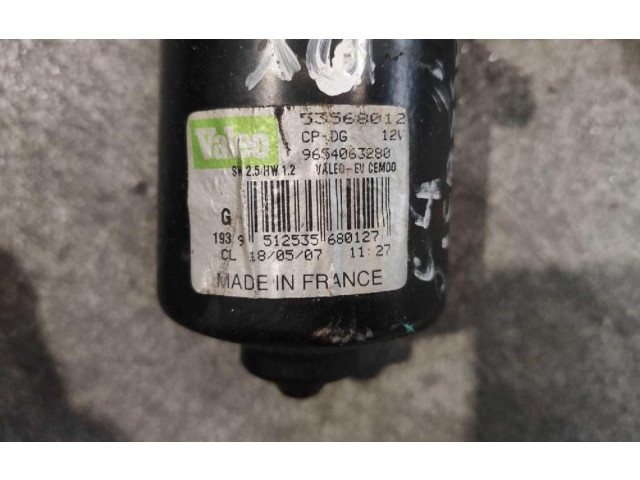 53568012
Valeo CP-DG 12V
9654063280
SW 2.5 HW 1.2 VALEO-EV CEMOO
G
193 9 512535 680127
CL 18/05/07 11:27
MADE IN FRANCE